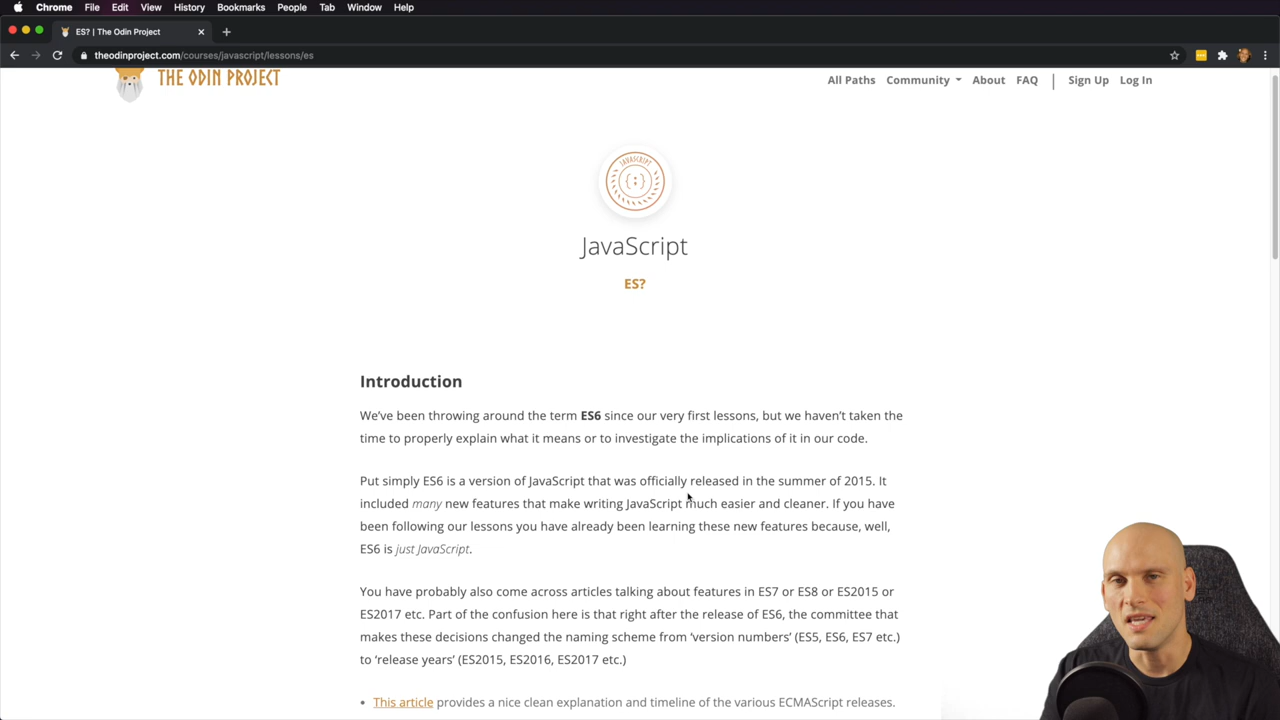 Chrome File Edit View History Bookmarks People Tab Window Help
ES? | The Odin Project
theodinproject.com/courses/javascript/lessons/es
THE ODIN PROJECT
All Paths Community About FAQ | Sign Up Log In
JAVASCRIPT
{;}
JavaScript
ES?
Introduction
We’ve been throwing around the term ES6 since our very first lessons, but we haven’t taken the
time to properly explain what it means or to investigate the implications of it in our code.
Put simply ES6 is a version of JavaScript that was officially released in the summer of 2015. It
included many new features that make writing JavaScript much easier and cleaner. If you have
been following our lessons you have already been learning these new features because, well,
ES6 is just JavaScript.
You have probably also come across articles talking about features in ES7 or ES8 or ES2015 or
ES2017 etc. Part of the confusion here is that right after the release of ES6, the committee that
makes these decisions changed the naming scheme from ‘version numbers’ (ES5, ES6, ES7 etc.)
to ‘release years’ (ES2015, ES2016, ES2017 etc.)
• This article provides a nice clean explanation and timeline of the various ECMAScript releases.